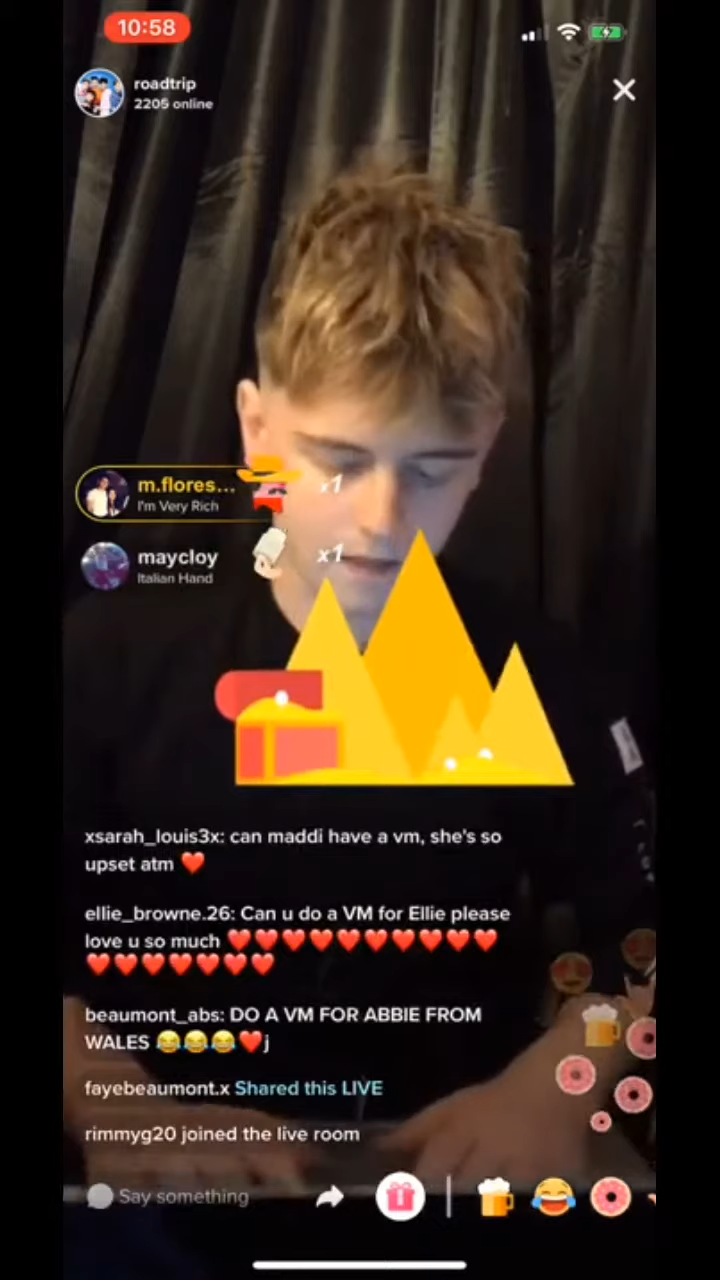 10:58
roadtrip
2205 online
m.flores...
I'm Very Rich
x1
maycloy
Italian Hand
x1
xsarah_louis3x: can maddi have a vm, she's so
upset atm ❤️
ellie_browne.26: Can u do a VM for Ellie please
love u so much ❤️❤️❤️❤️❤️❤️❤️❤️❤️❤️
❤️❤️❤️❤️❤️❤️❤️
beaumont_abs: DO A VM FOR ABBIE FROM
WALES 😂😂😂❤️j
fayebeaumont.x Shared this LIVE
rimmyg20 joined the live room
Say something